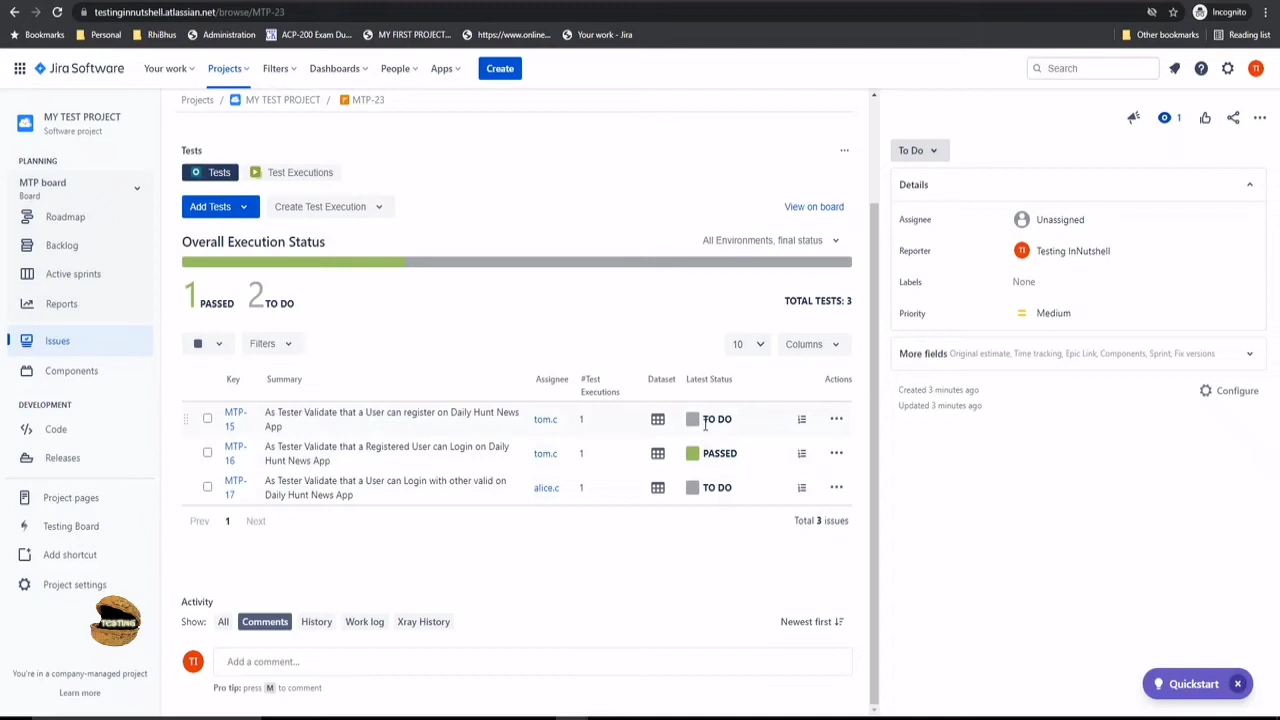 testinginnutshell.atlassian.net/browse/MTP-23
Incognito
Bookmarks
Personal
RhiBhus
Administration
ACP-200 Exam Du...
MY FIRST PROJECT...
https://www.online...
Your work - Jira
Other bookmarks
Reading list
Jira Software
Your work
Projects
Filters
Dashboards
People
Apps
Create
Search
TI
MY TEST PROJECT
Software project
PLANNING
MTP board
Board
Roadmap
Backlog
Active sprints
Reports
Issues
Components
DEVELOPMENT
Code
Releases
Project pages
Testing Board
Add shortcut
Project settings
TESTING
You're in a company-managed project
Learn more
Projects / MY TEST PROJECT / MTP-23
Tests
Tests
Test Executions
Add Tests
Create Test Execution
View on board
Overall Execution Status
All Environments, final status
1 PASSED 2 TO DO
TOTAL TESTS: 3
Filters
10
Columns
Key Summary Assignee #Test Executions Dataset Latest Status Actions
MTP-15 As Tester Validate that a User can register on Daily Hunt News App tom.c 1 TO DO
MTP-16 As Tester Validate that a Registered User can Login on Daily Hunt News App tom.c 1 PASSED
MTP-17 As Tester Validate that a User can Login with other valid on Daily Hunt News App alice.c 1 TO DO
Prev 1 Next
Total 3 issues
Activity
Show: All Comments History Work log Xray History
Newest first
TI
Add a comment...
Pro tip: press M to comment
1
To Do
Details
Assignee
Unassigned
Reporter
TI
Testing InNutshell
Labels
None
Priority
Medium
More fields Original estimate, Time tracking, Epic Link, Components, Sprint, Fix versions
Created 3 minutes ago
Updated 3 minutes ago
Configure
Quickstart